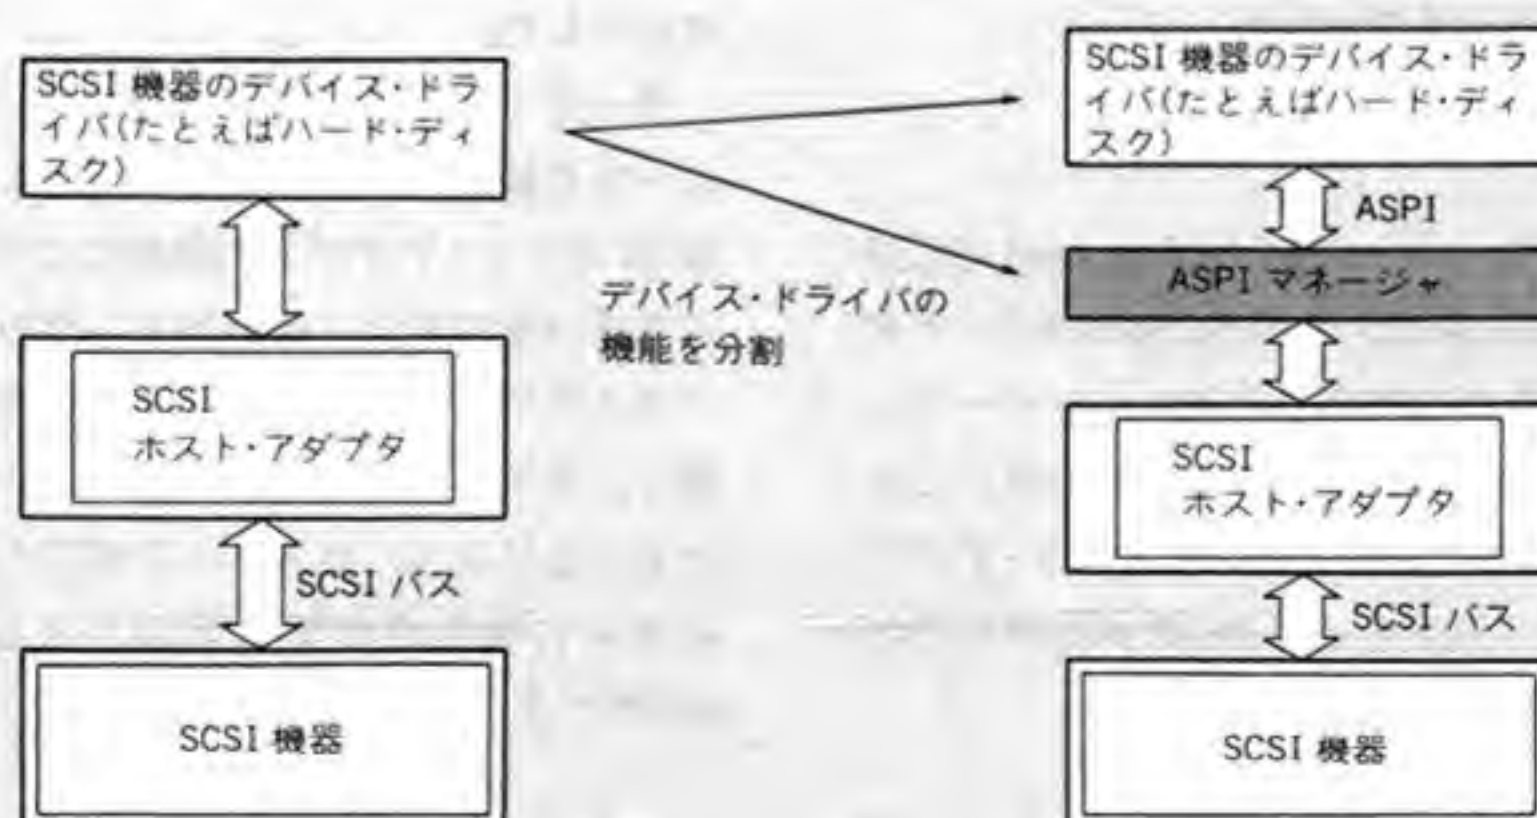 SCSI 機器のデバイス・ドラ
イバ(たとえばハード・ディ
スク)
SCSI
ホスト・アダプタ
SCSI バス
SCSI 機器
デバイス・ドライバの
機能を分割
SCSI 機器のデバイス・ドラ
イバ(たとえばハード・ディ
スク)
ASPI
ASPI マネージャ
SCSI
ホスト・アダプタ
SCSI バス
SCSI 機器